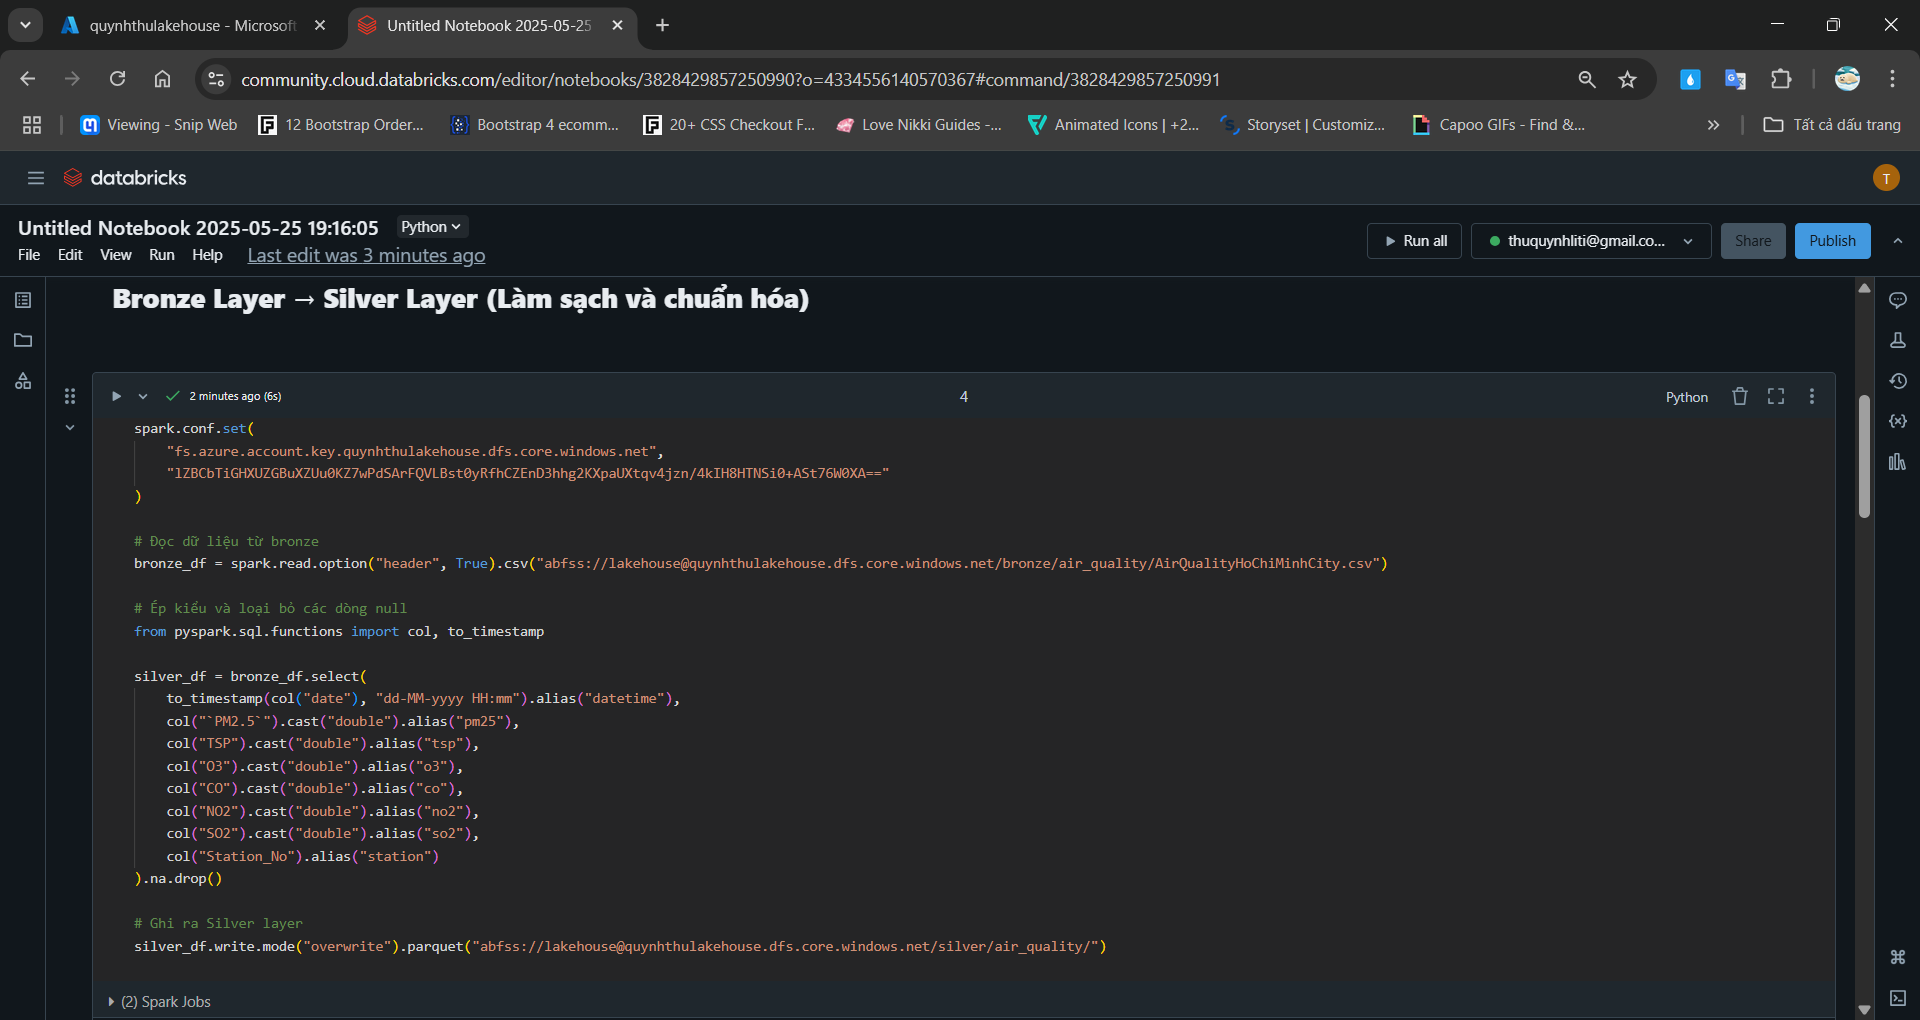 quynhthulakehouse - Microsoft
Untitled Notebook 2025-05-25
community.cloud.databricks.com/editor/notebooks/3828429857250990?o=4334556140570367#command/3828429857250991
Viewing - Snip Web
12 Bootstrap Order...
Bootstrap 4 ecomm...
20+ CSS Checkout F...
Love Nikki Guides -...
Animated Icons | +2...
Storyset | Customiz...
Capoo GIFs - Find &...
Tất cả dấu trang
databricks
T
Untitled Notebook 2025-05-25 19:16:05 Python
Run all
thuquynhliti@gmail.co...
Share
Publish
File Edit View Run Help Last edit was 3 minutes ago
Bronze Layer → Silver Layer (Làm sạch và chuẩn hóa)
2 minutes ago (6s)
4
Python
spark.conf.set(
"fs.azure.account.key.quynhthulakehouse.dfs.core.windows.net",
"lZBCbTiGHXUZGBuXZUu0KZ7wPdSArFQVLBst0yRfhCZEnD3hhg2KXpaUXtqv4jzn/4kIH8HTNSi0+ASt76W0XA=="
)
# Đọc dữ liệu từ bronze
bronze_df = spark.read.option("header", True).csv("abfss://lakehouse@quynhthulakehouse.dfs.core.windows.net/bronze/air_quality/AirQualityHoChiMinhCity.csv")
# Ép kiểu và loại bỏ các dòng null
from pyspark.sql.functions import col, to_timestamp
silver_df = bronze_df.select(
to_timestamp(col("date"), "dd-MM-yyyy HH:mm").alias("datetime"),
col("`PM2.5`").cast("double").alias("pm25"),
col("TSP").cast("double").alias("tsp"),
col("O3").cast("double").alias("o3"),
col("CO").cast("double").alias("co"),
col("NO2").cast("double").alias("no2"),
col("SO2").cast("double").alias("so2"),
col("Station_No").alias("station")
).na.drop()
# Ghi ra Silver layer
silver_df.write.mode("overwrite").parquet("abfss://lakehouse@quynhthulakehouse.dfs.core.windows.net/silver/air_quality/")
(2) Spark Jobs